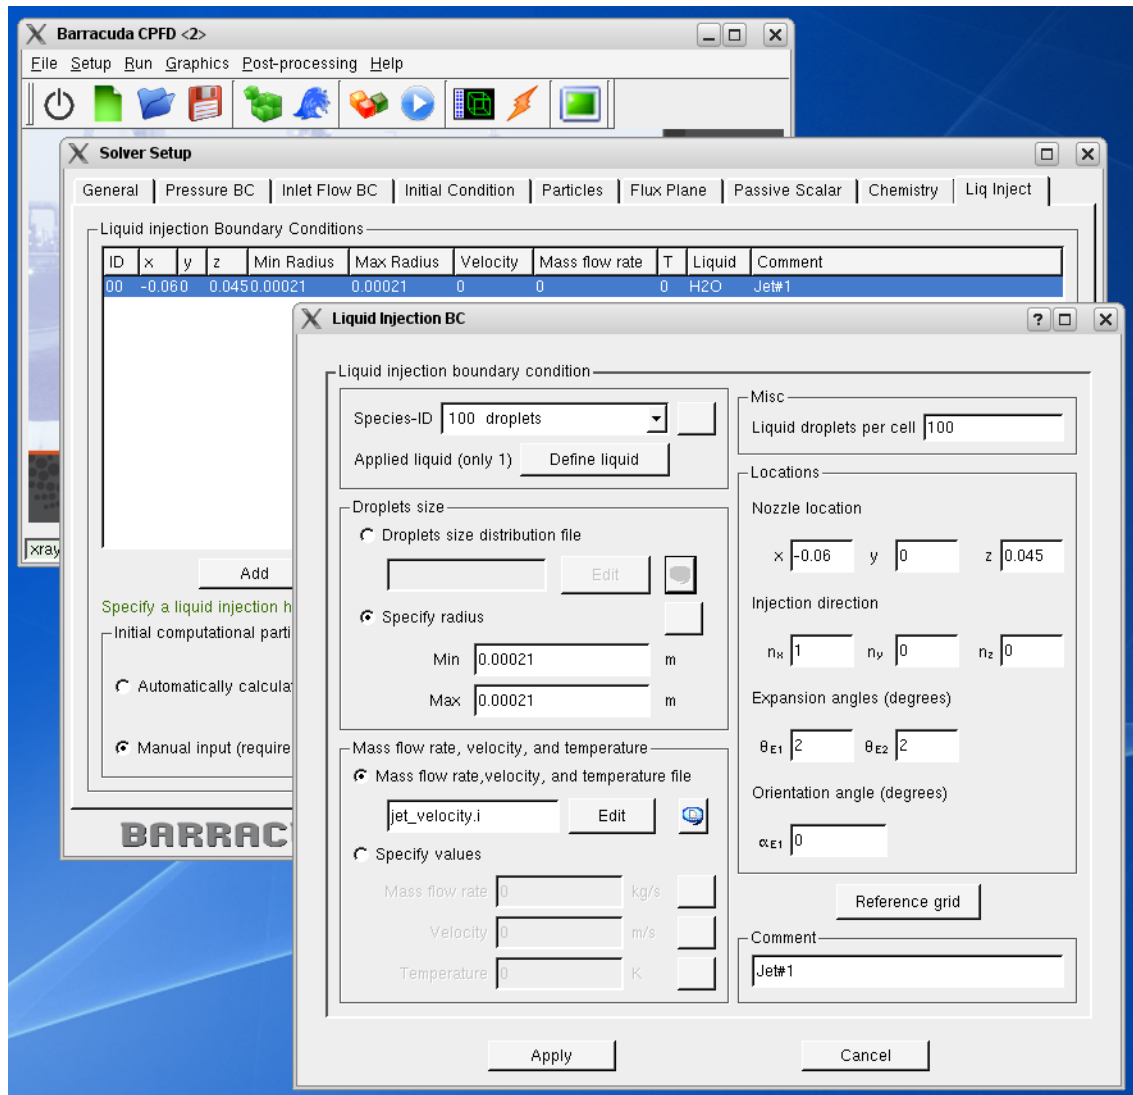 Barracuda CPFD <2>
File Setup Run Graphics Post-processing Help
Solver Setup
General Pressure BC Inlet Flow BC Initial Condition Particles Flux Plane Passive Scalar Chemistry Liq Inject
Liquid injection Boundary Conditions
ID x y z Min Radius Max Radius Velocity Mass flow rate T Liquid Comment
00 -0.06 0 0.045 0.00021 0.00021 0 0 0 H2O Jet#1
xray
Add
Specify a liquid injection h
Initial computational parti
Automatically calcula
Manual input (require
BARRAC
Liquid Injection BC
Liquid injection boundary condition
Species-ID 100 droplets
Applied liquid (only 1) Define liquid
Droplets size
Droplets size distribution file
Edit
Specify radius
Min 0.00021 m
Max 0.00021 m
Mass flow rate, velocity, and temperature
Mass flow rate,velocity, and temperature file
jet_velocity.i Edit
Specify values
Mass flow rate 0 kg/s
Velocity 0 m/s
Temperature 0 K
Misc
Liquid droplets per cell 100
Locations
Nozzle location
x -0.06 y 0 z 0.045
Injection direction
nx 1 ny 0 nz 0
Expansion angles (degrees)
θE1 2 θE2 2
Orientation angle (degrees)
αE1 0
Reference grid
Comment
Jet#1
Apply Cancel